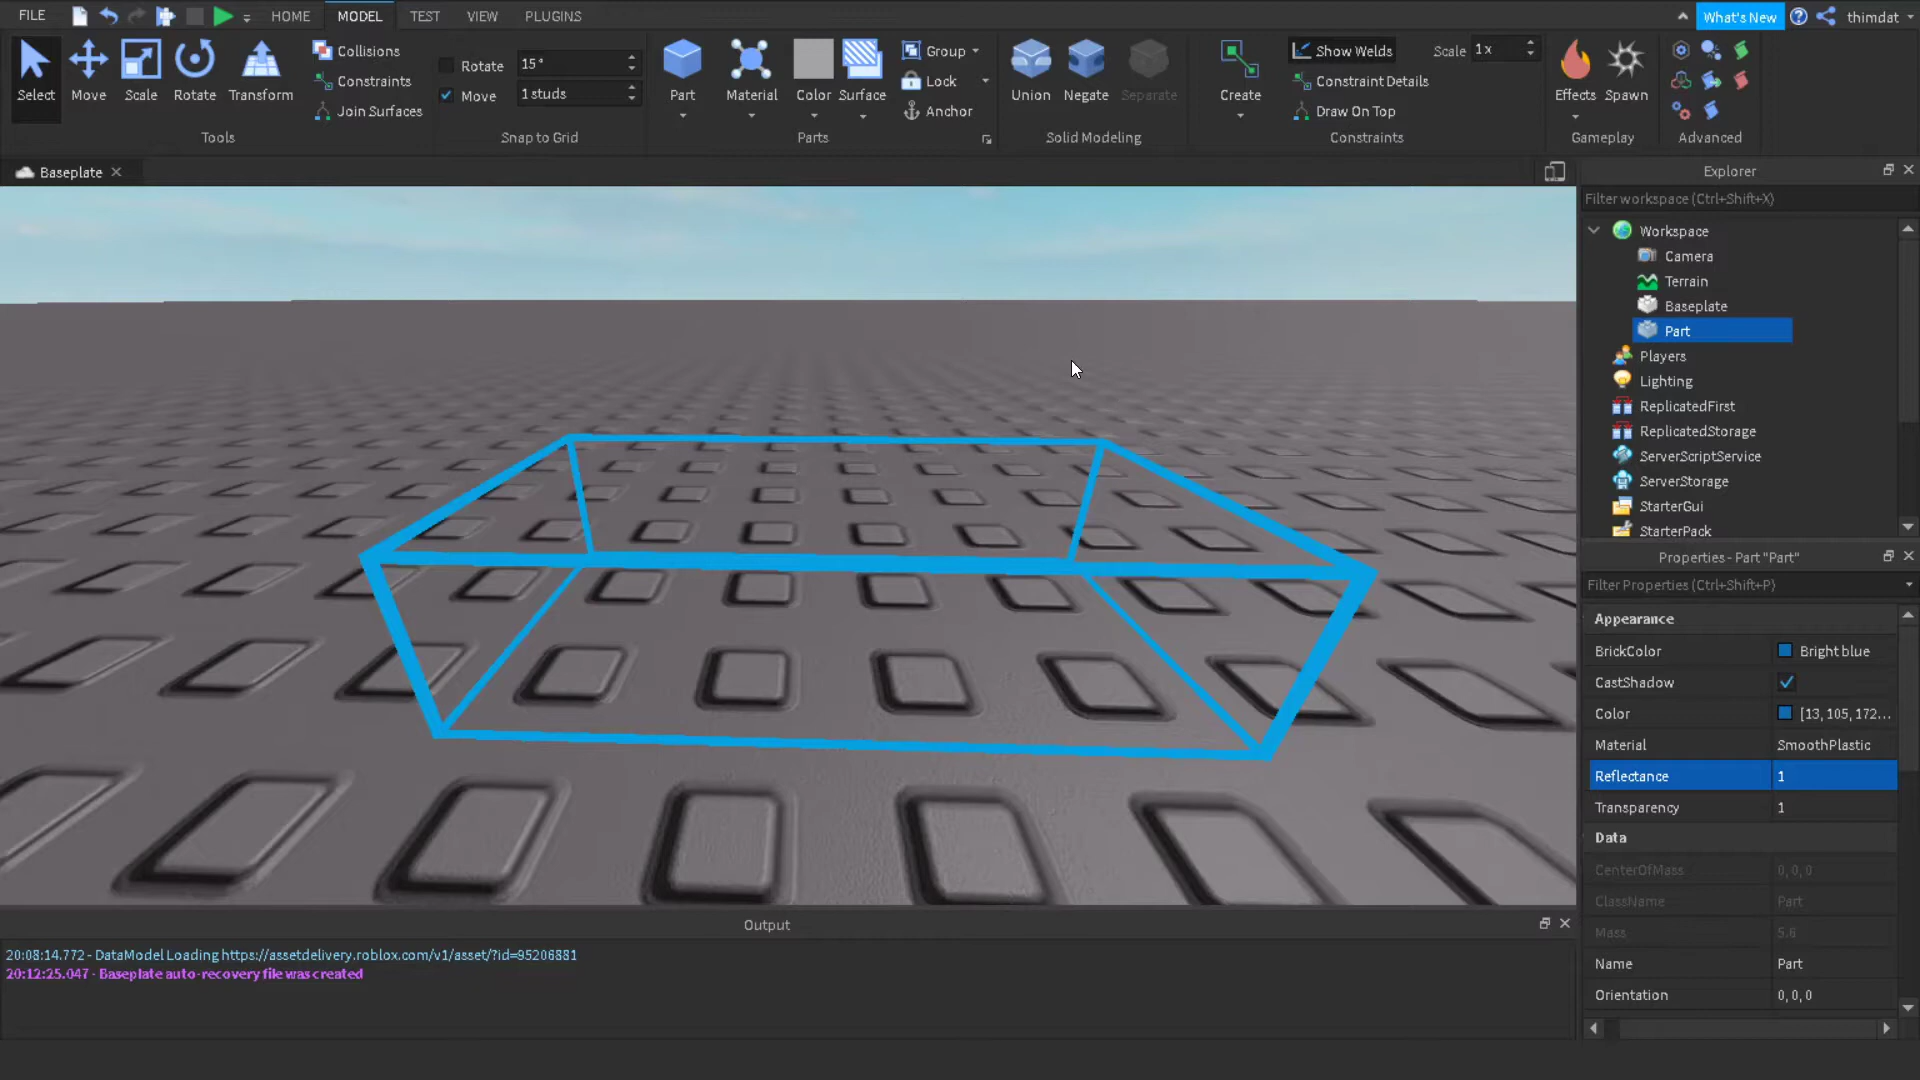 FILE
HOME
MODEL
TEST
VIEW
PLUGINS
What's New
thimdat
Select
Move
Scale
Rotate
Transform
Collisions
Constraints
Join Surfaces
Tools
Rotate
15°
Move
1 studs
Snap to Grid
Part
Material
Color
Surface
Group
Lock
Anchor
Parts
Union
Negate
Separate
Solid Modeling
Create
Show Welds
Scale
1 x
Constraint Details
Draw On Top
Constraints
Effects
Spawn
Gameplay
Advanced
Baseplate
Explorer
Filter workspace (Ctrl+Shift+X)
Workspace
Camera
Terrain
Baseplate
Part
Players
Lighting
ReplicatedFirst
ReplicatedStorage
ServerScriptService
ServerStorage
StarterGui
StarterPack
Properties - Part "Part"
Filter Properties (Ctrl+Shift+P)
Appearance
BrickColor Bright blue
CastShadow
Color [13, 105, 172...
Material SmoothPlastic
Reflectance 1
Transparency 1
Data
CenterOfMass 0, 0, 0
ClassName Part
Mass 5.6
Name Part
Orientation 0, 0, 0
Output
20:08:14.772 - DataModel Loading https://assetdelivery.roblox.com/v1/asset/?id=95206881
20:12:25.047 - Baseplate auto-recovery file was created